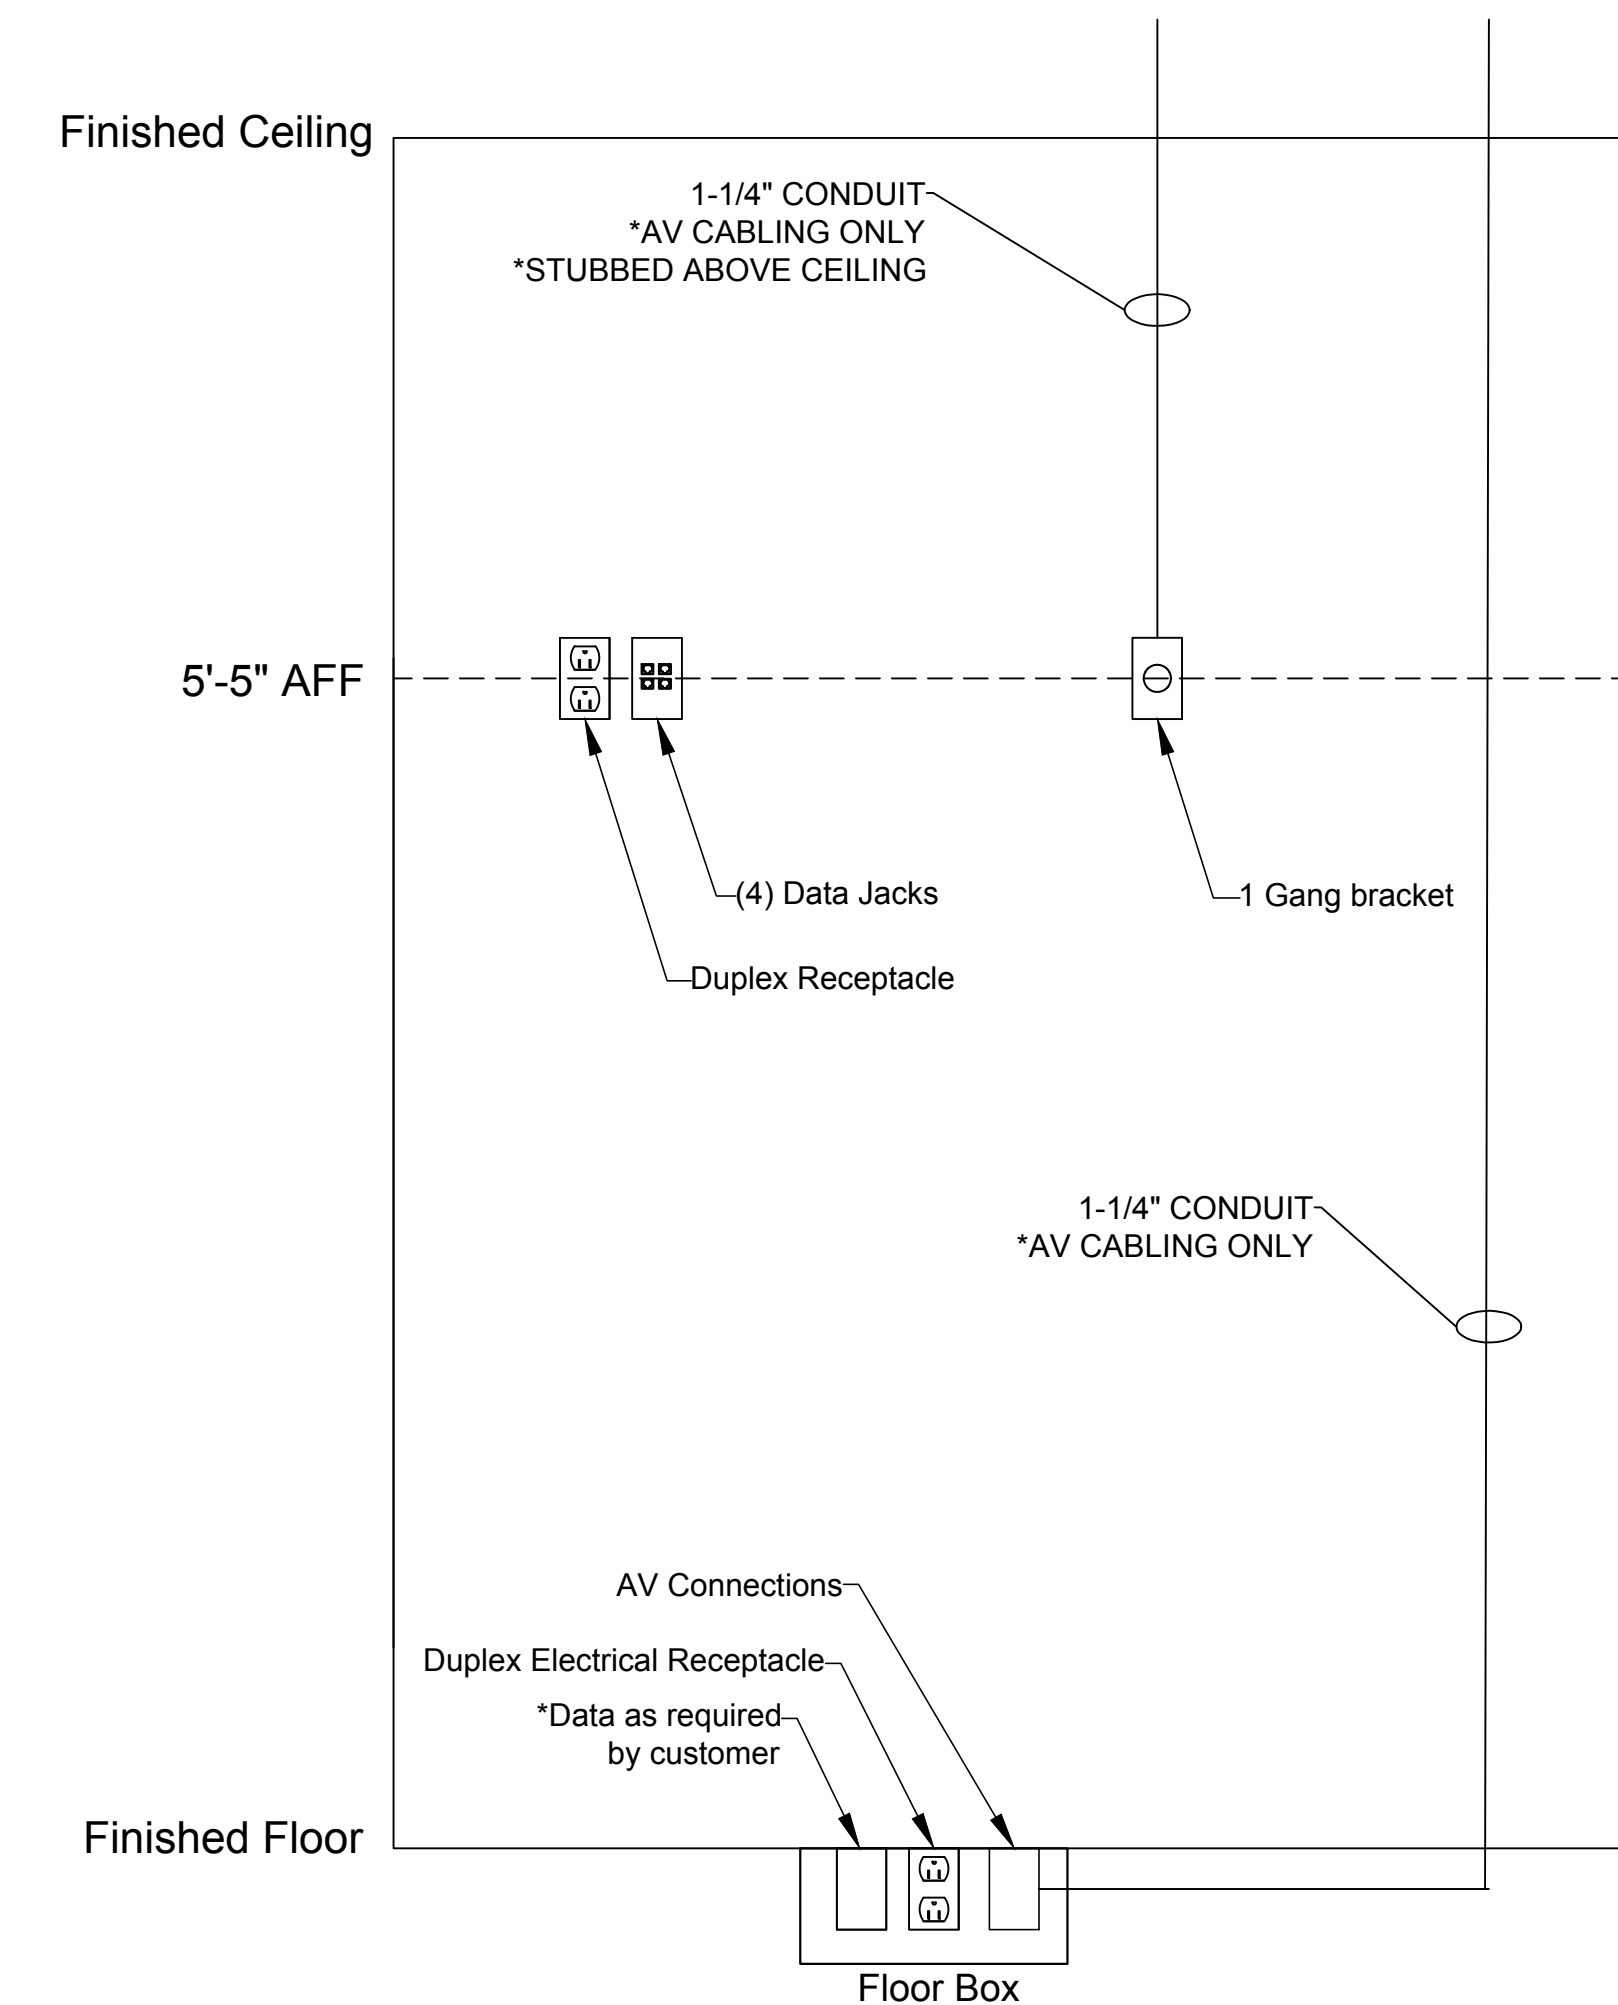 Finished Ceiling
1-1/4" CONDUIT
*AV CABLING ONLY
*STUBBED ABOVE CEILING
5'-5" AFF
(4) Data Jacks
1 Gang bracket
Duplex Receptacle
1-1/4" CONDUIT
*AV CABLING ONLY
AV Connections
Duplex Electrical Receptacle
*Data as required
by customer
Finished Floor
Floor Box